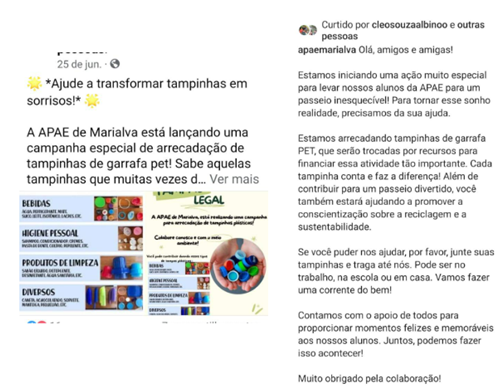 25 de jun. ·
🌟 *Ajude a transformar tampinhas em
sorrisos!* 🌟
A APAE de Marialva está lançando uma
campanha especial de arrecadação de
tampinhas de garrafa pet! Sabe aquelas
tampinhas que muitas vezes d... Ver mais
BEBIDAS
HIGIENE PESSOAL
PRODUTOS DE LIMPEZA
DIVERSOS
LEGAL
A APAE de Marialva, está realizando uma campanha
para arrecadação de tampinhas plásticas!
BEBIDAS
HIGIENE PESSOAL
PRODUTOS DE LIMPEZA
DIVERSOS
Curtido por cleosouzaalbinoo e outras
pessoas
apaemarialva Olá, amigos e amigas!
Estamos iniciando uma ação muito especial
para levar nossos alunos da APAE para um
passeio inesquecível! Para tornar esse sonho
realidade, precisamos da sua ajuda.
Estamos arrecadando tampinhas de garrafa
PET, que serão trocadas por recursos para
financiar essa atividade tão importante. Cada
tampinha conta e faz a diferença! Além de
contribuir para um passeio divertido, você
também estará ajudando a promover a
conscientização sobre a reciclagem e a
sustentabilidade.
Se você puder nos ajudar, por favor, junte suas
tampinhas e traga até nós. Pode ser no
trabalho, na escola ou em casa. Vamos fazer
uma corrente do bem!
Contamos com o apoio de todos para
proporcionar momentos felizes e memoráveis
aos nossos alunos. Juntos, podemos fazer
isso acontecer!
Muito obrigado pela colaboração!